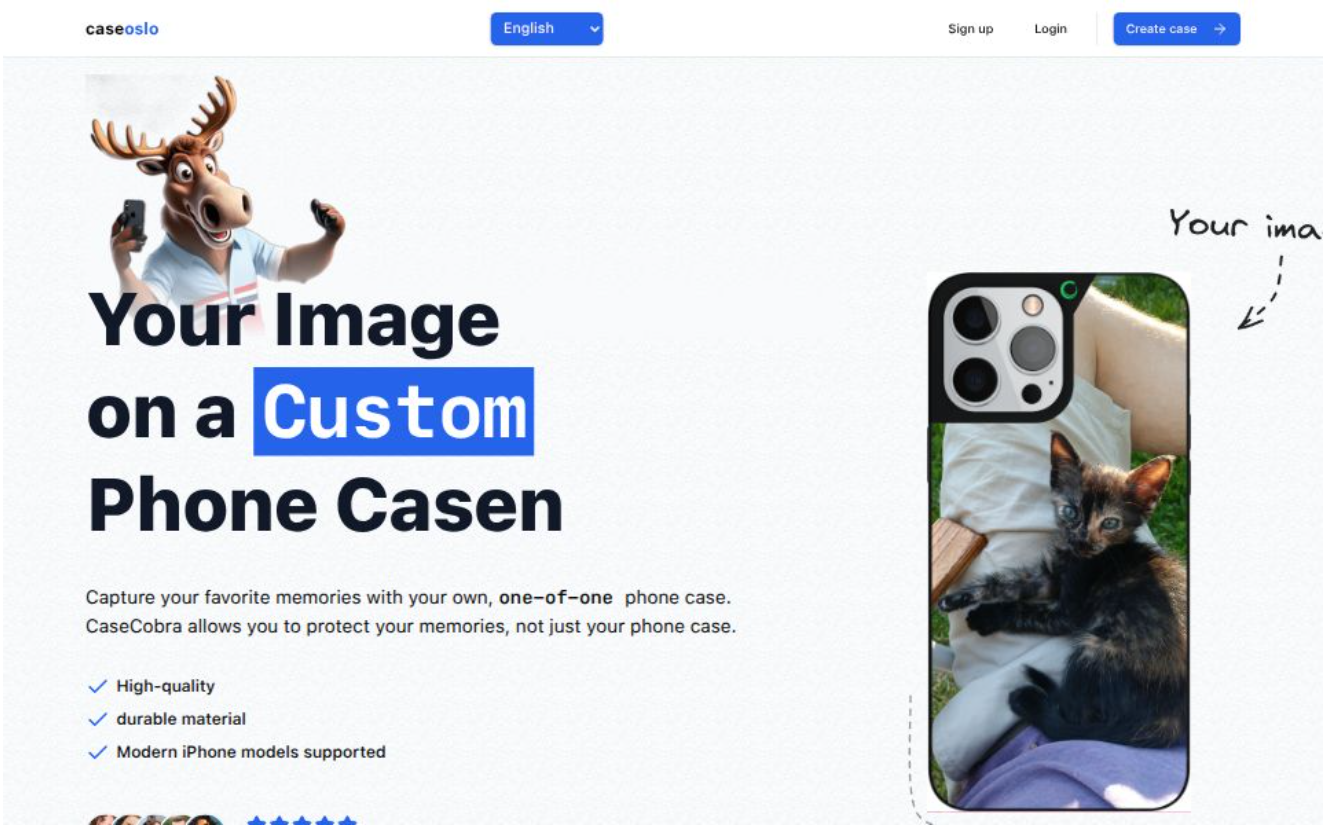 caseoslo
English
Sign up
Login
Create case
Your
Your Image
on a Custom
Phone Casen
Capture your favorite memories with your own, one-of-one phone case.
CaseCobra allows you to protect your memories, not just your phone case.
High-quality
durable material
Modern iPhone models supported